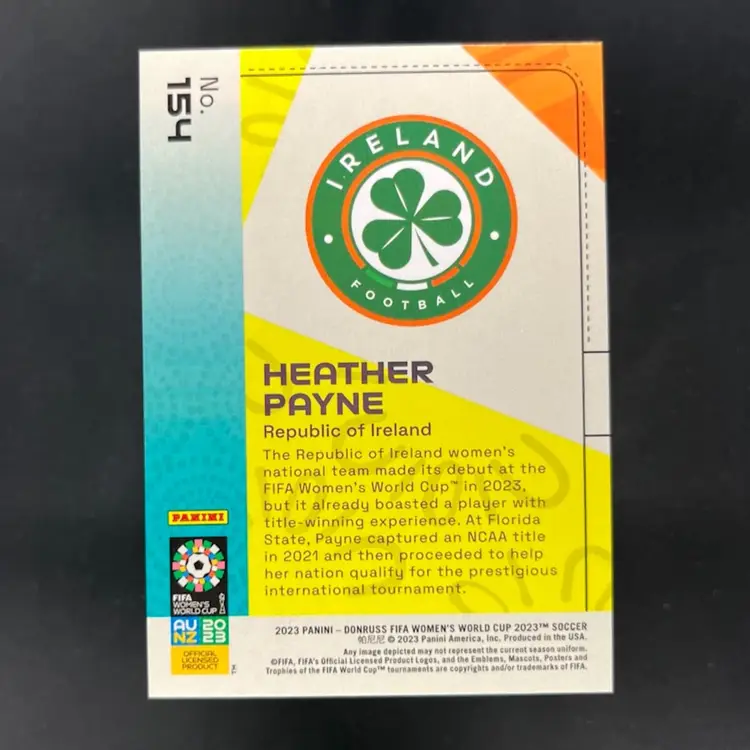 No.
154
IRELAND
FOOTBALL
HEATHER
PAYNE
Republic of Ireland
The Republic of Ireland women's
national team made its debut at the
FIFA Women's World Cup™ in 2023,
but it already boasted a player with
title-winning experience. At Florida
State, Payne captured an NCAA title
in 2021 and then proceeded to help
her nation qualify for the prestigious
international tournament.
PANINI
FIFA
WOMEN'S
WORLD CUP
AU 20
NZ 23
OFFICIAL
LICENSED
PRODUCT
™
2023 PANINI – DONRUSS FIFA WOMEN'S WORLD CUP 2023™ SOCCER
帕尼尼 © 2023 Panini America, Inc. Produced in the USA.
Any image depicted may not represent the current season uniform.
©FIFA, FIFA's Official Licensed Product Logos, and the Emblems, Mascots, Posters and
Trophies of the FIFA World Cup™ tournaments are copyrights and/or trademarks of FIFA.